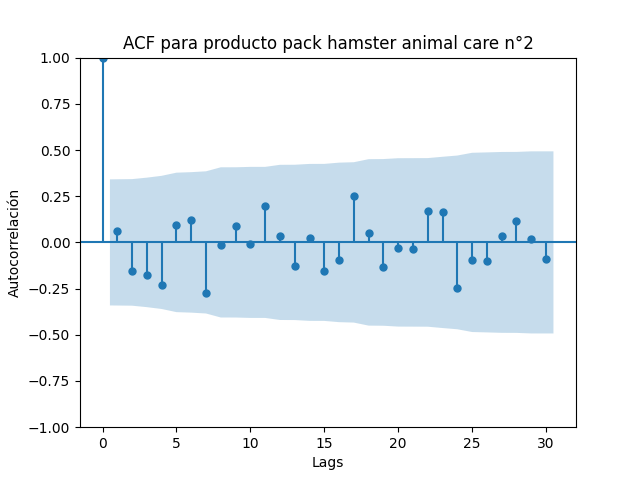 ACF para producto pack hamster animal care n°2
1.00
0.75
0.50
0.25
0.00
−0.25
−0.50
−0.75
−1.00
Autocorrelación
0 5 10 15 20 25 30
Lags